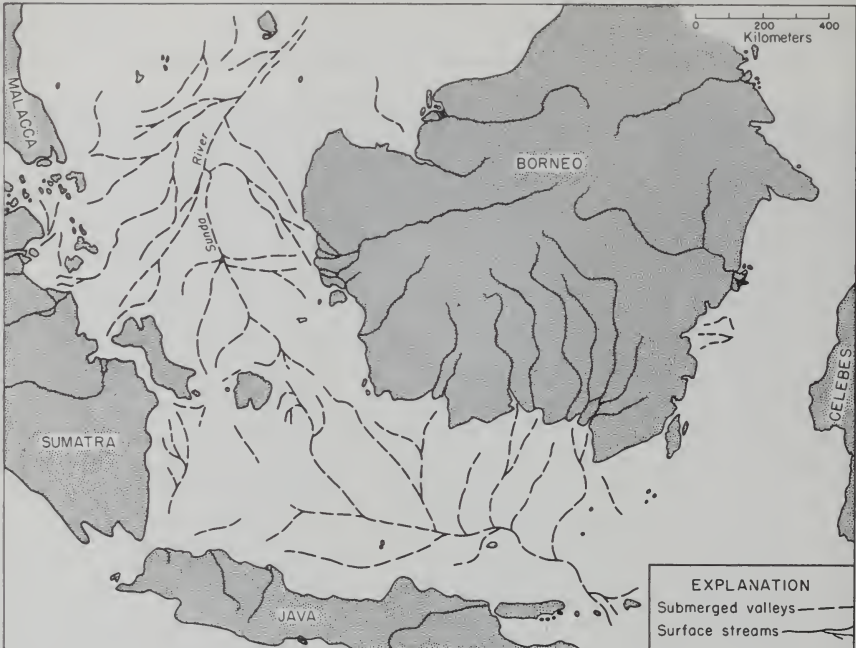 0 200 400
Kilometers
MALACCA
River
BORNEO
Sunda
CELEBES
SUMATRA
JAVA
EXPLANATION
Submerged valleys
Surface streams